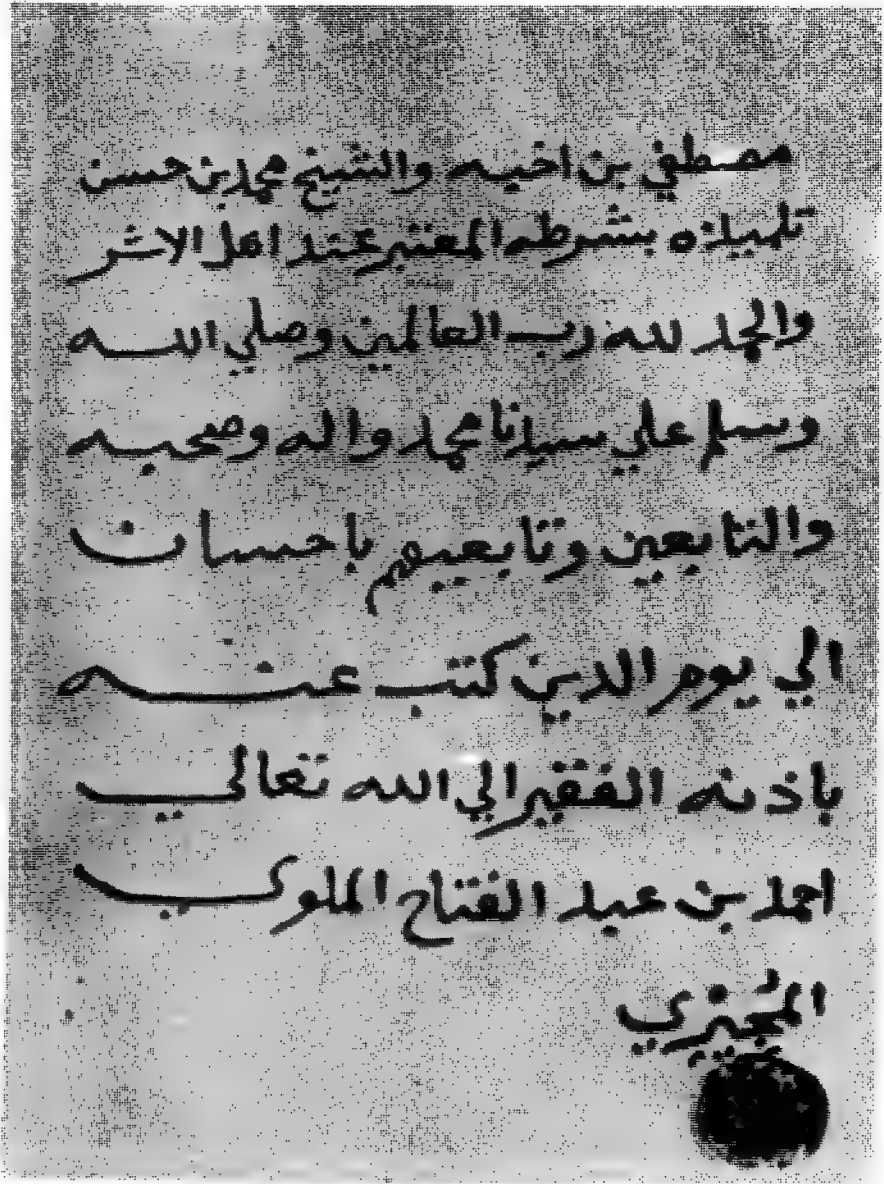 مصطفي بن اخيه والشيخ محمد بن حسن
تلميذه بشرطه المعتبر عند اهل الاثر
والحمد لله رب العالمين وصلي الله
وسلم علي سيدنا محمد واله وصحبه
والتابعين وتابعيهم باحسان
الي يوم الدين كتب عنه
باذنه الفقير الي الله تعالي
احمد بن عبد الفتاح الملوي
المجيري